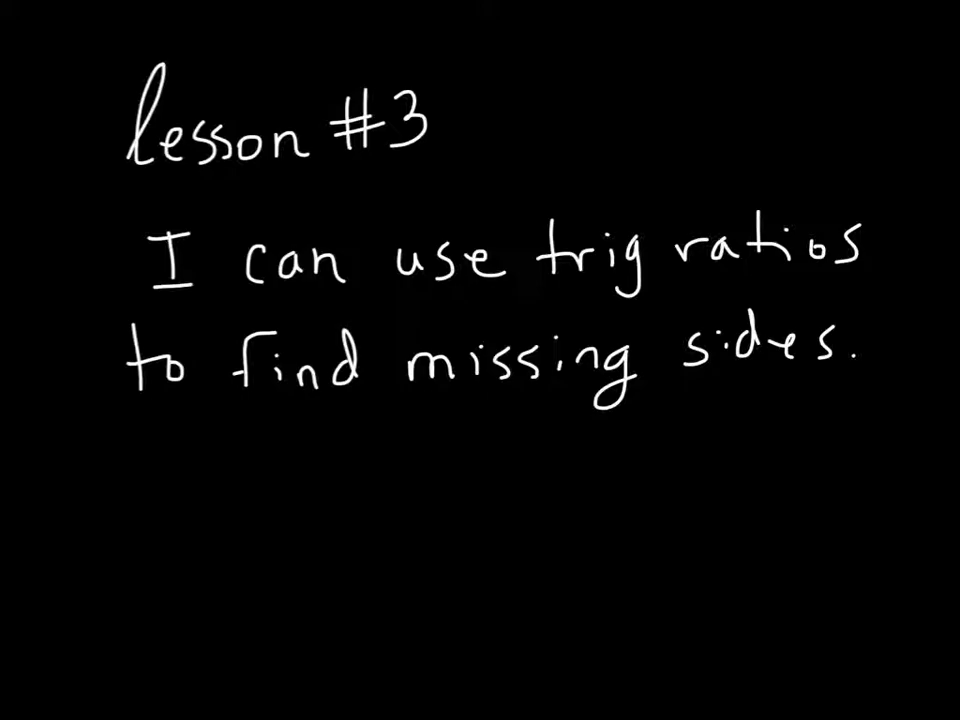 lesson #3
I can use trig ratios
to find missing sides.